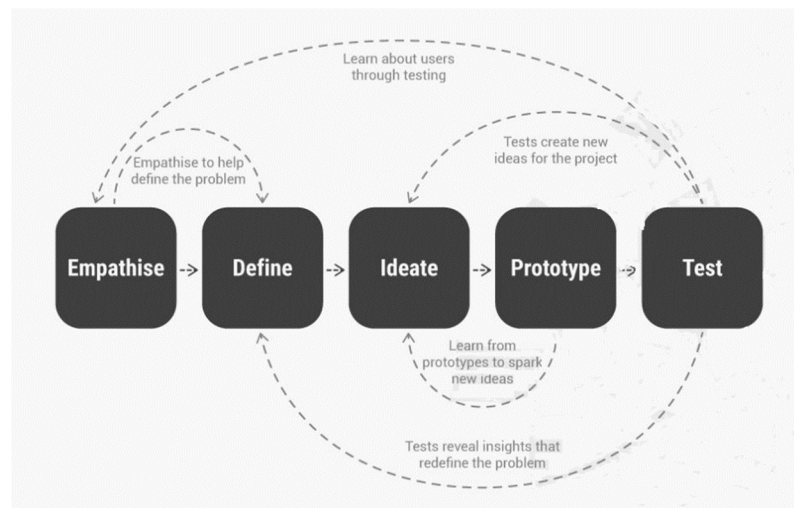 Learn about users
through testing
Tests create new
ideas for the project
Empathise to help
define the problem
Empathise
Define
Ideate
Prototype
Test
Learn from
prototypes to spark
new ideas
Tests reveal insights that
redefine the problem